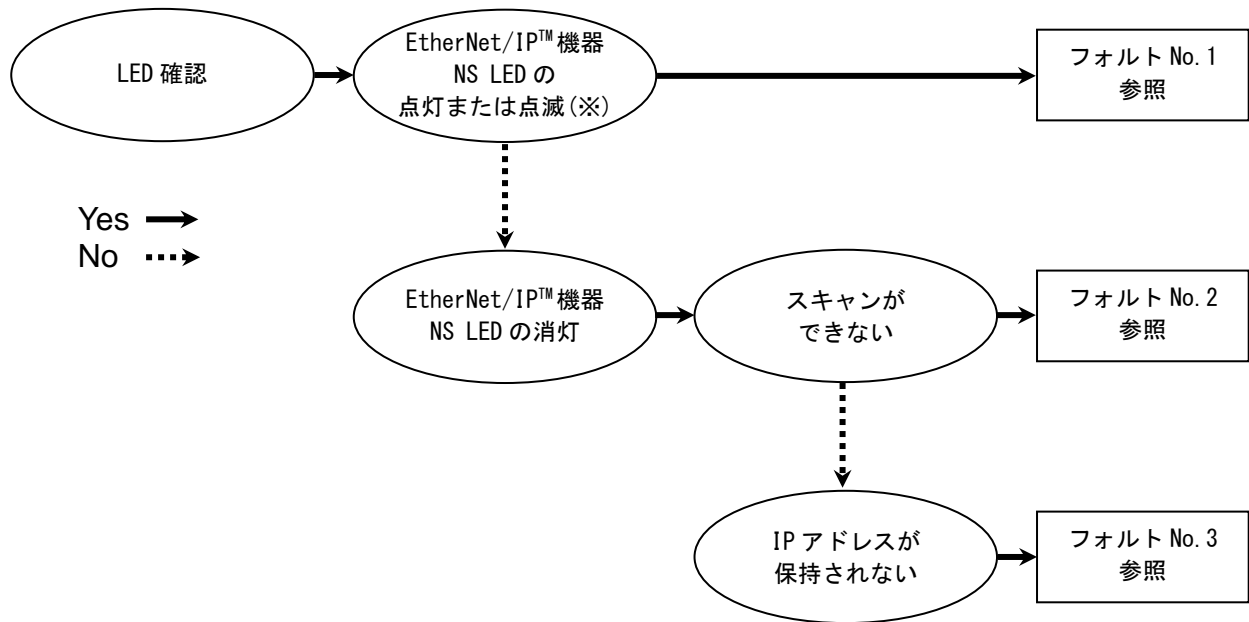 LED 確認
EtherNet/IP™機器
NS LED の
点灯または点滅(※)
フォルト No.1
参照
Yes
No
EtherNet/IP™機器
NS LED の消灯
スキャンが
できない
フォルト No.2
参照
IP アドレスが
保持されない
フォルト No.3
参照